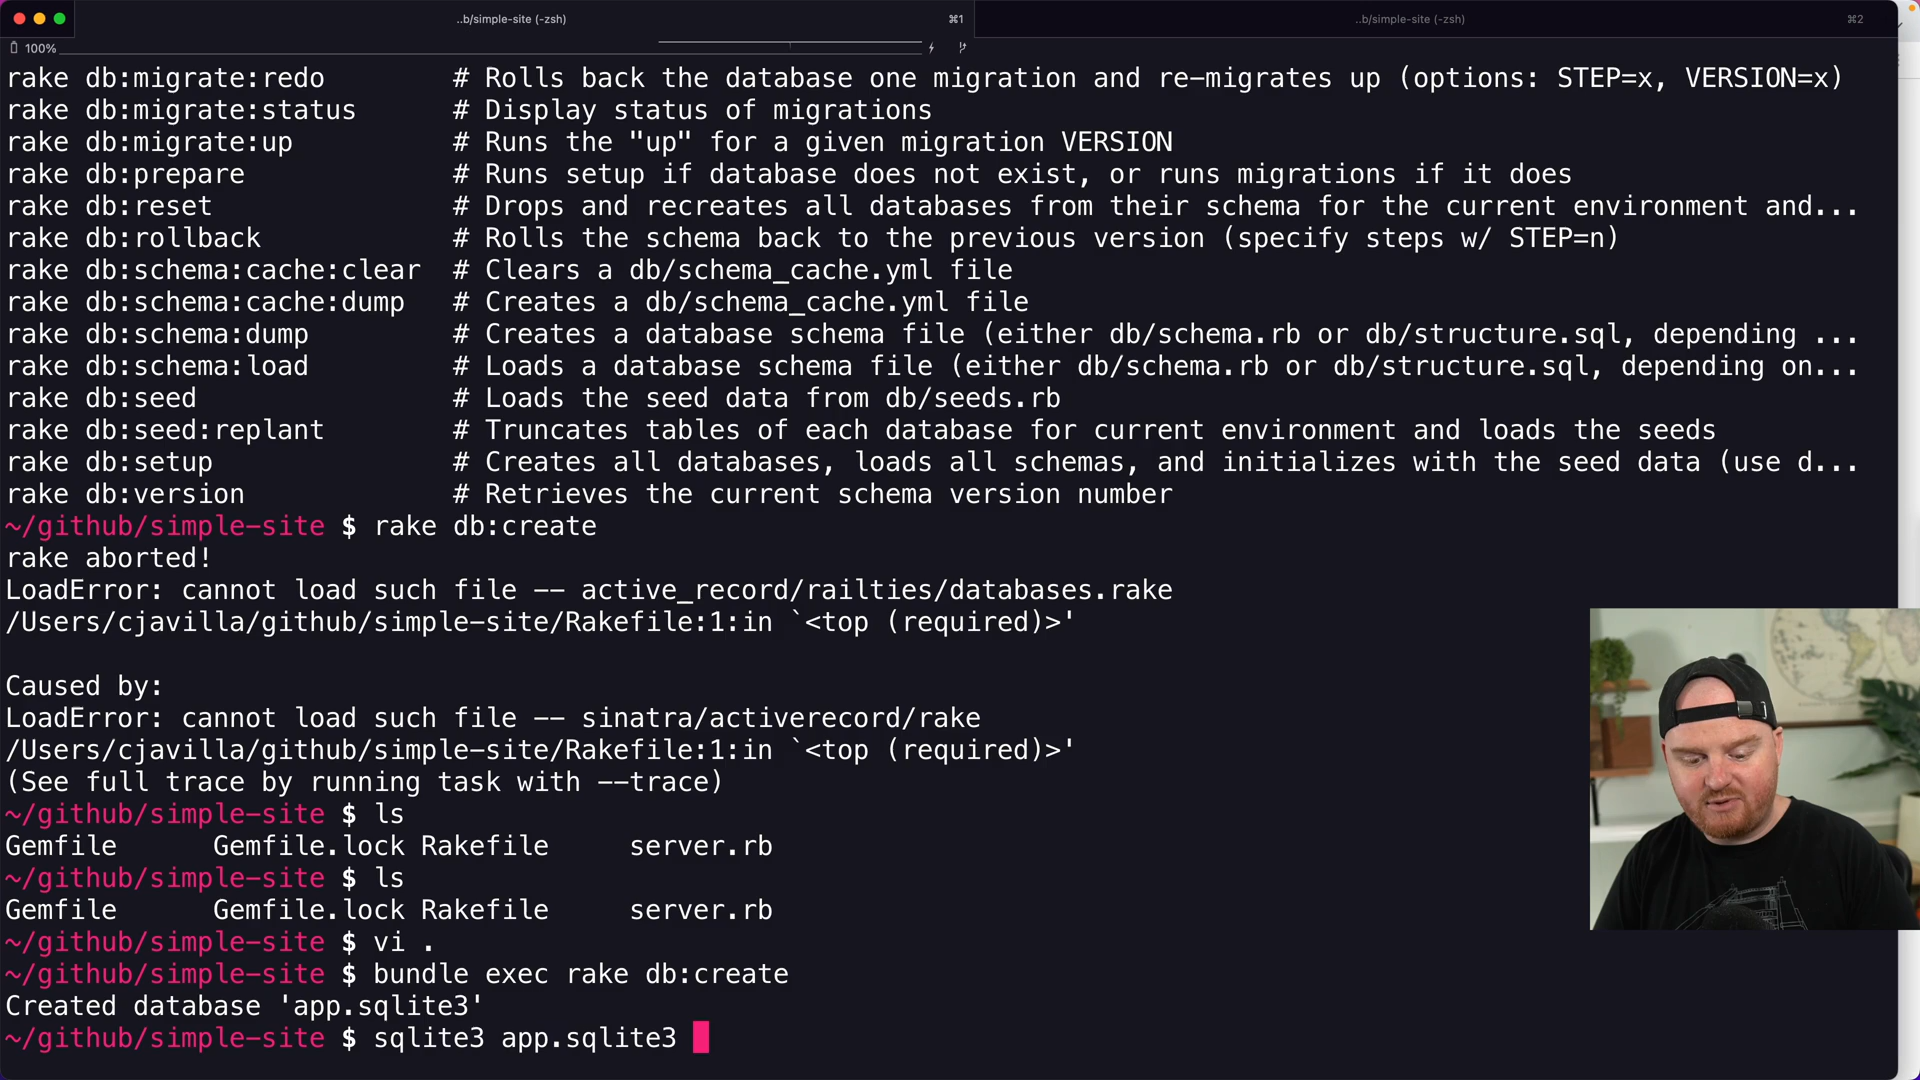 ..b/simple-site (-zsh) ⌘1 ..b/simple-site (-zsh) ⌘2
100%
rake db:migrate:redo # Rolls back the database one migration and re-migrates up (options: STEP=x, VERSION=x)
rake db:migrate:status # Display status of migrations
rake db:migrate:up # Runs the "up" for a given migration VERSION
rake db:prepare # Runs setup if database does not exist, or runs migrations if it does
rake db:reset # Drops and recreates all databases from their schema for the current environment and...
rake db:rollback # Rolls the schema back to the previous version (specify steps w/ STEP=n)
rake db:schema:cache:clear # Clears a db/schema_cache.yml file
rake db:schema:cache:dump # Creates a db/schema_cache.yml file
rake db:schema:dump # Creates a database schema file (either db/schema.rb or db/structure.sql, depending ...
rake db:schema:load # Loads a database schema file (either db/schema.rb or db/structure.sql, depending on...
rake db:seed # Loads the seed data from db/seeds.rb
rake db:seed:replant # Truncates tables of each database for current environment and loads the seeds
rake db:setup # Creates all databases, loads all schemas, and initializes with the seed data (use d...
rake db:version # Retrieves the current schema version number
~/github/simple-site $ rake db:create
rake aborted!
LoadError: cannot load such file -- active_record/railties/databases.rake
/Users/cjavilla/github/simple-site/Rakefile:1:in `<top (required)>'
Caused by:
LoadError: cannot load such file -- sinatra/activerecord/rake
/Users/cjavilla/github/simple-site/Rakefile:1:in `<top (required)>'
(See full trace by running task with --trace)
~/github/simple-site $ ls
Gemfile Gemfile.lock Rakefile server.rb
~/github/simple-site $ ls
Gemfile Gemfile.lock Rakefile server.rb
~/github/simple-site $ vi .
~/github/simple-site $ bundle exec rake db:create
Created database 'app.sqlite3'
~/github/simple-site $ sqlite3 app.sqlite3